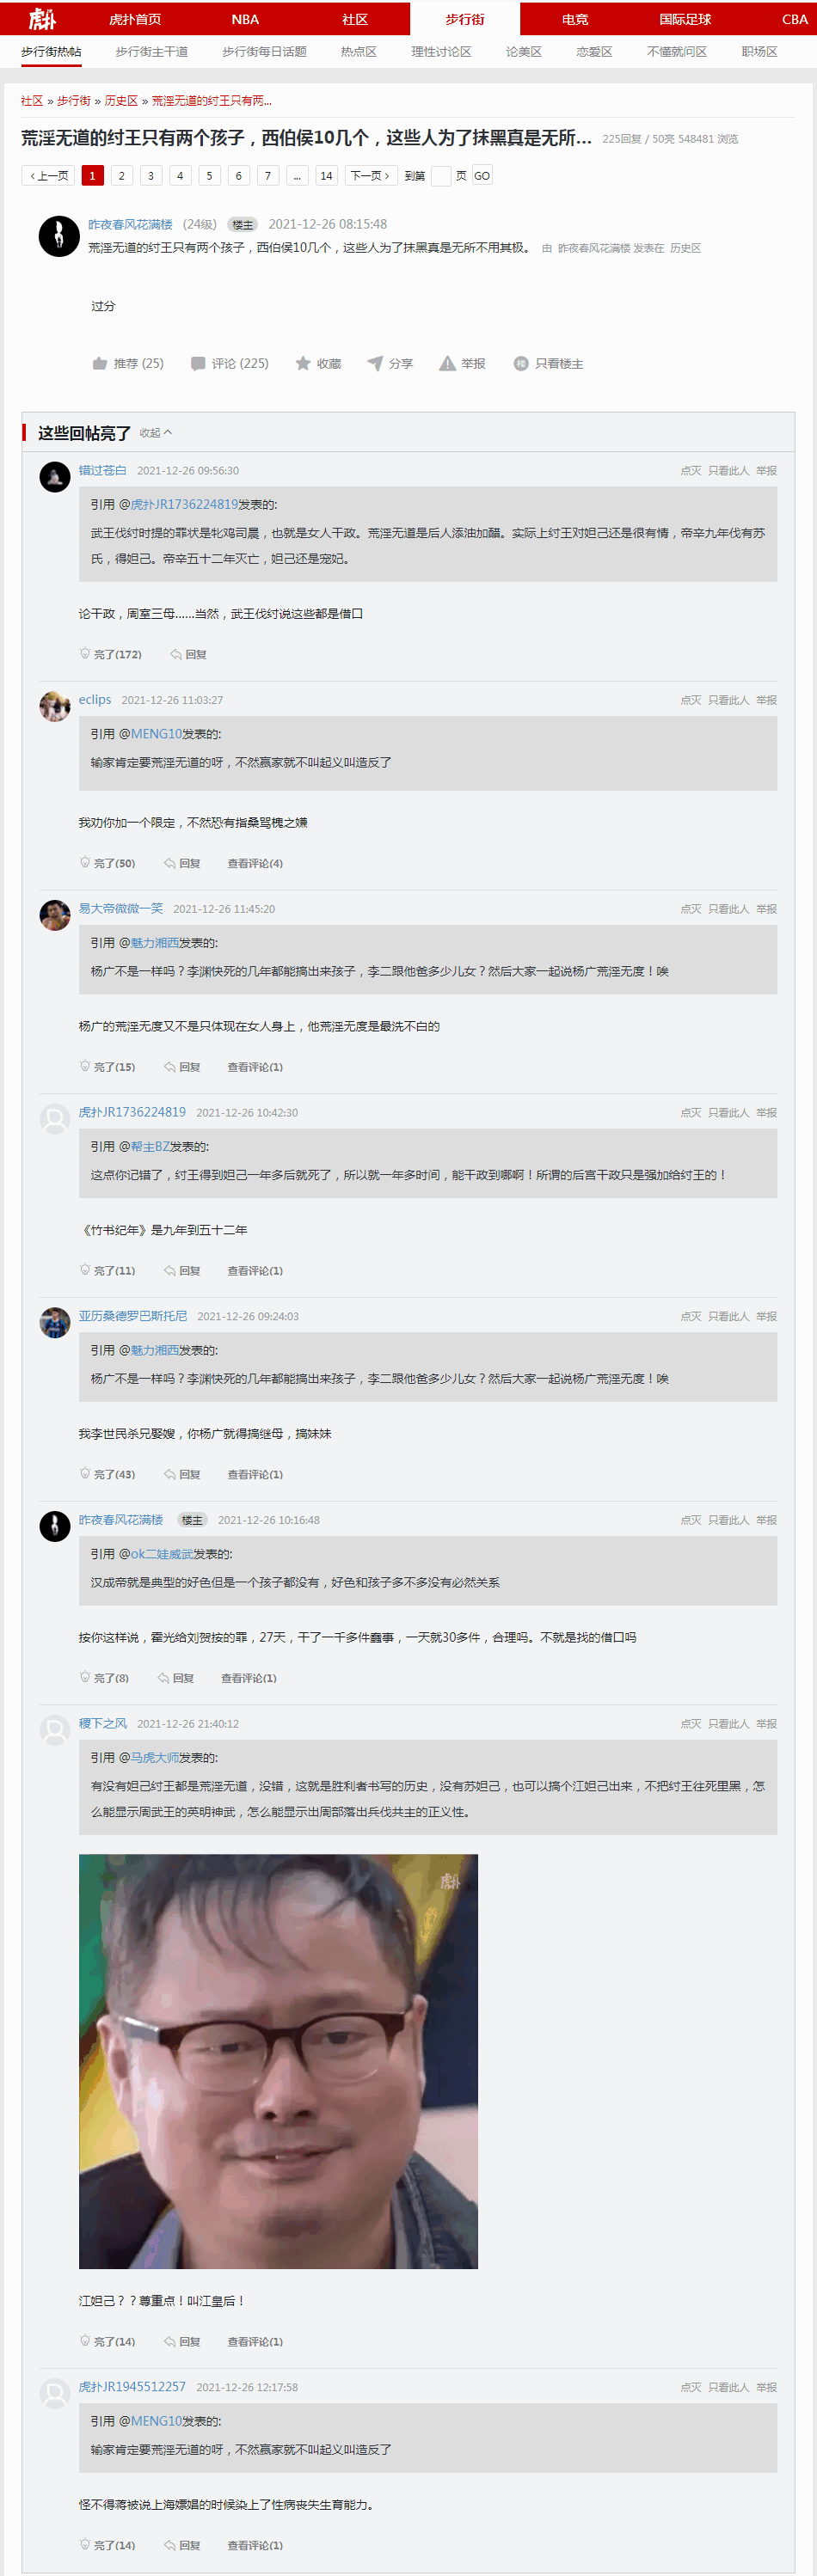 虎扑 虎扑首页 NBA 社区 步行街 电竞 国际足球 CBA
步行街热帖 步行街主干道 步行街每日话题 热点区 理性讨论区 论美区 恋爱区 不懂就问区 职场区
社区 » 步行街 » 历史区 » 荒淫无道的纣王只有两...
荒淫无道的纣王只有两个孩子，西伯侯10几个，这些人为了抹黑真是无所... 225回复 / 50亮 548481 浏览
上一页 1 2 3 4 5 6 7 ... 14 下一页 到第 页 GO
昨夜春风花满楼 (24级) 楼主 2021-12-26 08:15:48
荒淫无道的纣王只有两个孩子，西伯侯10几个，这些人为了抹黑真是无所不用其极。 由 昨夜春风花满楼 发表在 历史区
过分
推荐 (25) 评论 (225) 收藏 分享 举报 楼 只看楼主
这些回帖亮了 收起
错过苍白 2021-12-26 09:56:30 点灭 只看此人 举报
引用 @虎扑JR1736224819发表的:
武王伐纣时提的罪状是牝鸡司晨，也就是女人干政。荒淫无道是后人添油加醋。实际上纣王对妲己还是很有情，帝辛九年伐有苏
氏，得妲己。帝辛五十二年灭亡，妲己还是宠妃。
论干政，周室三母......当然，武王伐纣说这些都是借口
亮了(172) 回复
eclips 2021-12-26 11:03:27 点灭 只看此人 举报
引用 @MENG10发表的:
输家肯定要荒淫无道的呀，不然赢家就不叫起义叫造反了
我劝你加一个限定，不然恐有指桑骂槐之嫌
亮了(50) 回复 查看评论(4)
易大帝微微一笑 2021-12-26 11:45:20 点灭 只看此人 举报
引用 @魅力湘西发表的:
杨广不是一样吗？李渊快死的几年都能搞出来孩子，李二跟他爸多少儿女？然后大家一起说杨广荒淫无度！唉
杨广的荒淫无度又不是只体现在女人身上，他荒淫无度是最洗不白的
亮了(15) 回复 查看评论(1)
虎扑JR1736224819 2021-12-26 10:42:30 点灭 只看此人 举报
引用 @帮主BZ发表的:
这点你记错了，纣王得到妲己一年多后就死了，所以就一年多时间，能干政到哪啊！所谓的后宫干政只是强加给纣王的！
《竹书纪年》是九年到五十二年
亮了(11) 回复 查看评论(1)
亚历桑德罗巴斯托尼 2021-12-26 09:24:03 点灭 只看此人 举报
引用 @魅力湘西发表的:
杨广不是一样吗？李渊快死的几年都能搞出来孩子，李二跟他爸多少儿女？然后大家一起说杨广荒淫无度！唉
我李世民杀兄娶嫂，你杨广就得搞继母，搞妹妹
亮了(43) 回复 查看评论(1)
昨夜春风花满楼 楼主 2021-12-26 10:16:48 点灭 只看此人 举报
引用 @ok二娃威武发表的:
汉成帝就是典型的好色但是一个孩子都没有，好色和孩子多不多没有必然关系
按你这样说，霍光给刘贺按的罪，27天，干了一千多件蠢事，一天就30多件，合理吗。不就是找的借口吗
亮了(8) 回复 查看评论(1)
稷下之风 2021-12-26 21:40:12 点灭 只看此人 举报
引用 @马虎大师发表的:
有没有妲己纣王都是荒淫无道，没错，这就是胜利者书写的历史，没有苏妲己，也可以搞个江妲己出来，不把纣王往死里黑，怎
么能显示周武王的英明神武，怎么能显示出周部落出兵伐共主的正义性。
虎扑
江妲己？？尊重点！叫江皇后！
亮了(14) 回复 查看评论(1)
虎扑JR1945512257 2021-12-26 12:17:58 点灭 只看此人 举报
引用 @MENG10发表的:
输家肯定要荒淫无道的呀，不然赢家就不叫起义叫造反了
怪不得蒋被说上海嫖娼的时候染上了性病丧失生育能力。
亮了(14) 回复 查看评论(1)